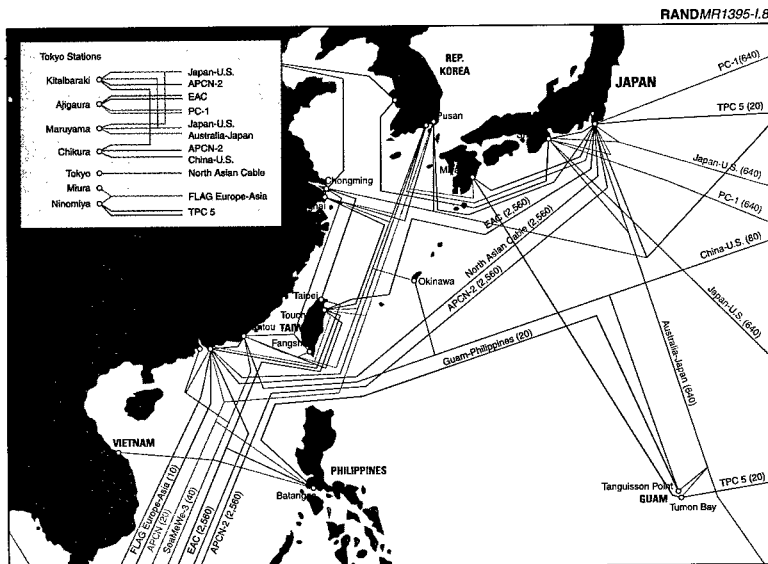 RANDMR1395-I.8
Tokyo Stations
Kitaibaraki
Japan-U.S.
APCN-2
Ajigaura
EAC
PC-1
Maruyama
Japan-U.S.
Australia-Japan
Chikura
APCN-2
China-U.S.
Tokyo
North Asian Cable
Miura
FLAG Europe-Asia
Ninomiya
TPC 5
REP.
KOREA
JAPAN
PC-1(640)
TPC 5 (20)
Pusan
Chongming
Japan-U.S. (640)
PC-1 (640)
EAC (2,560)
North Asian Cable (2,560)
APCN-2 (2,560)
China-U.S. (80)
Okinawa
Japan-U.S. (640)
Taipei
Fangsh
Guam-Philippines (20)
Australia-Japan (640)
VIETNAM
PHILIPPINES
Batangas
FLAG Europe-Asia (10)
APCN (20)
SeaMeWe-3 (40)
EAC (2,560)
APCN-2 (2,560)
Tanguisson Point
GUAM
Tumon Bay
TPC 5 (20)